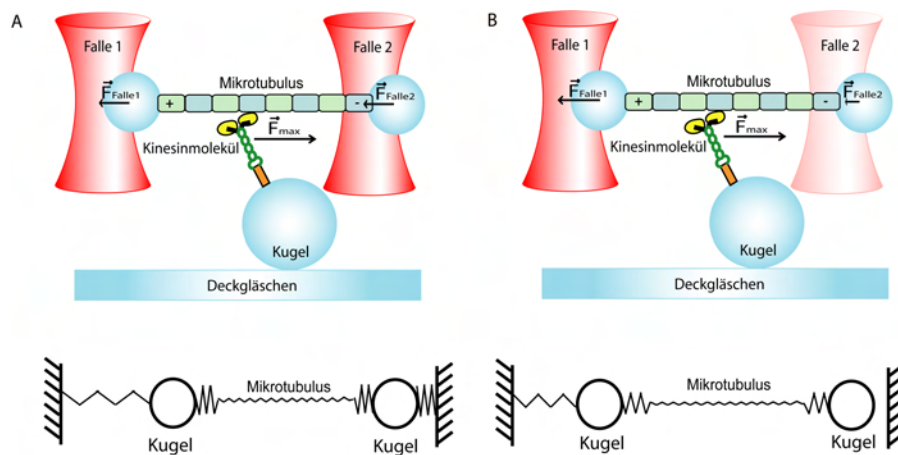 A
Falle 1
Falle 2
Mikrotubulus
F Falle1
+
-
F Falle2
F max
Kinesinmolekül
Kugel
Deckgläschen
Mikrotubulus
Kugel
Kugel
B
Falle 1
Falle 2
Mikrotubulus
F Falle1
+
-
F Falle2
F max
Kinesinmolekül
Kugel
Deckgläschen
Mikrotubulus
Kugel
Kugel